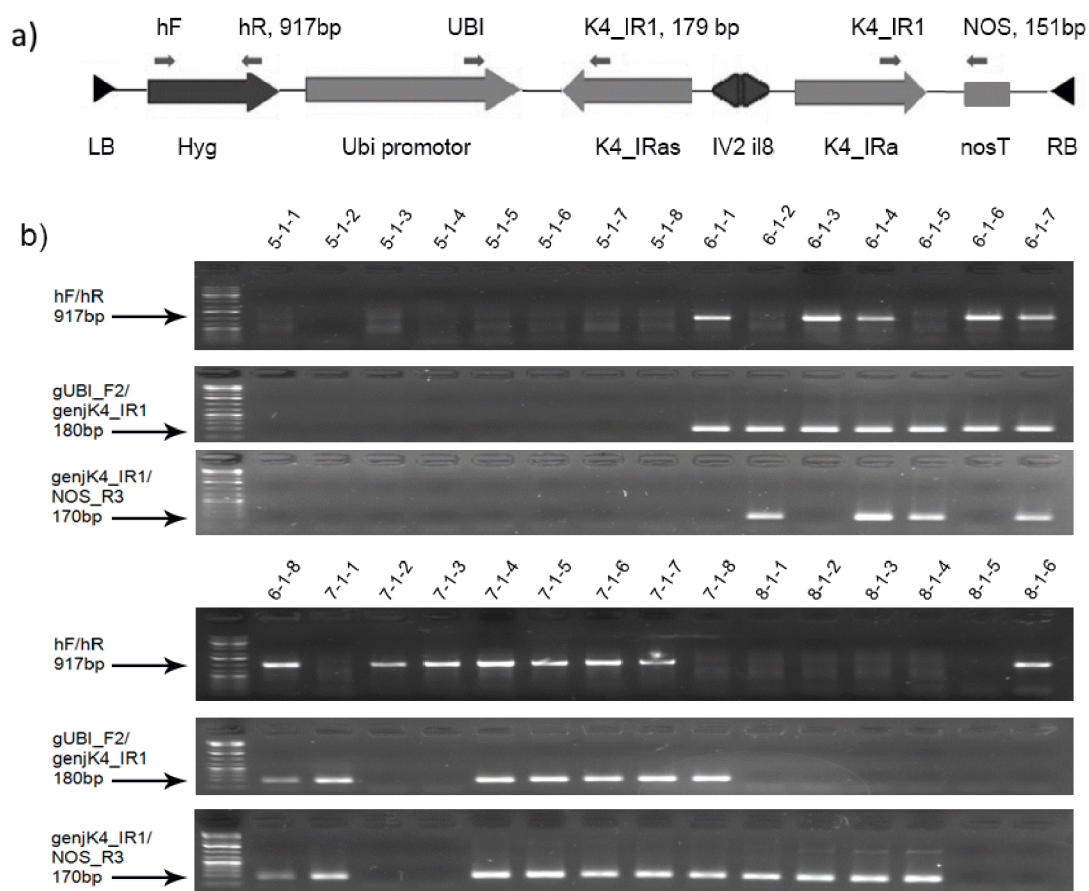 a)
hF hR, 917bp UBI K4_IR1, 179 bp K4_IR1 NOS, 151bp
LB Hyg Ubi promotor K4_IRas IV2 il8 K4_IRa nosT RB
b)
5-1-1 5-1-2 5-1-3 5-1-4 5-1-5 5-1-6 5-1-7 5-1-8 6-1-1 6-1-2 6-1-3 6-1-4 6-1-5 6-1-6 6-1-7
hF/hR
917bp
gUBI_F2/
genjK4_IR1
180bp
genjK4_IR1/
NOS_R3
170bp
6-1-8 7-1-1 7-1-2 7-1-3 7-1-4 7-1-5 7-1-6 7-1-7 7-1-8 8-1-1 8-1-2 8-1-3 8-1-4 8-1-5 8-1-6
hF/hR
917bp
gUBI_F2/
genjK4_IR1
180bp
genjK4_IR1/
NOS_R3
170bp